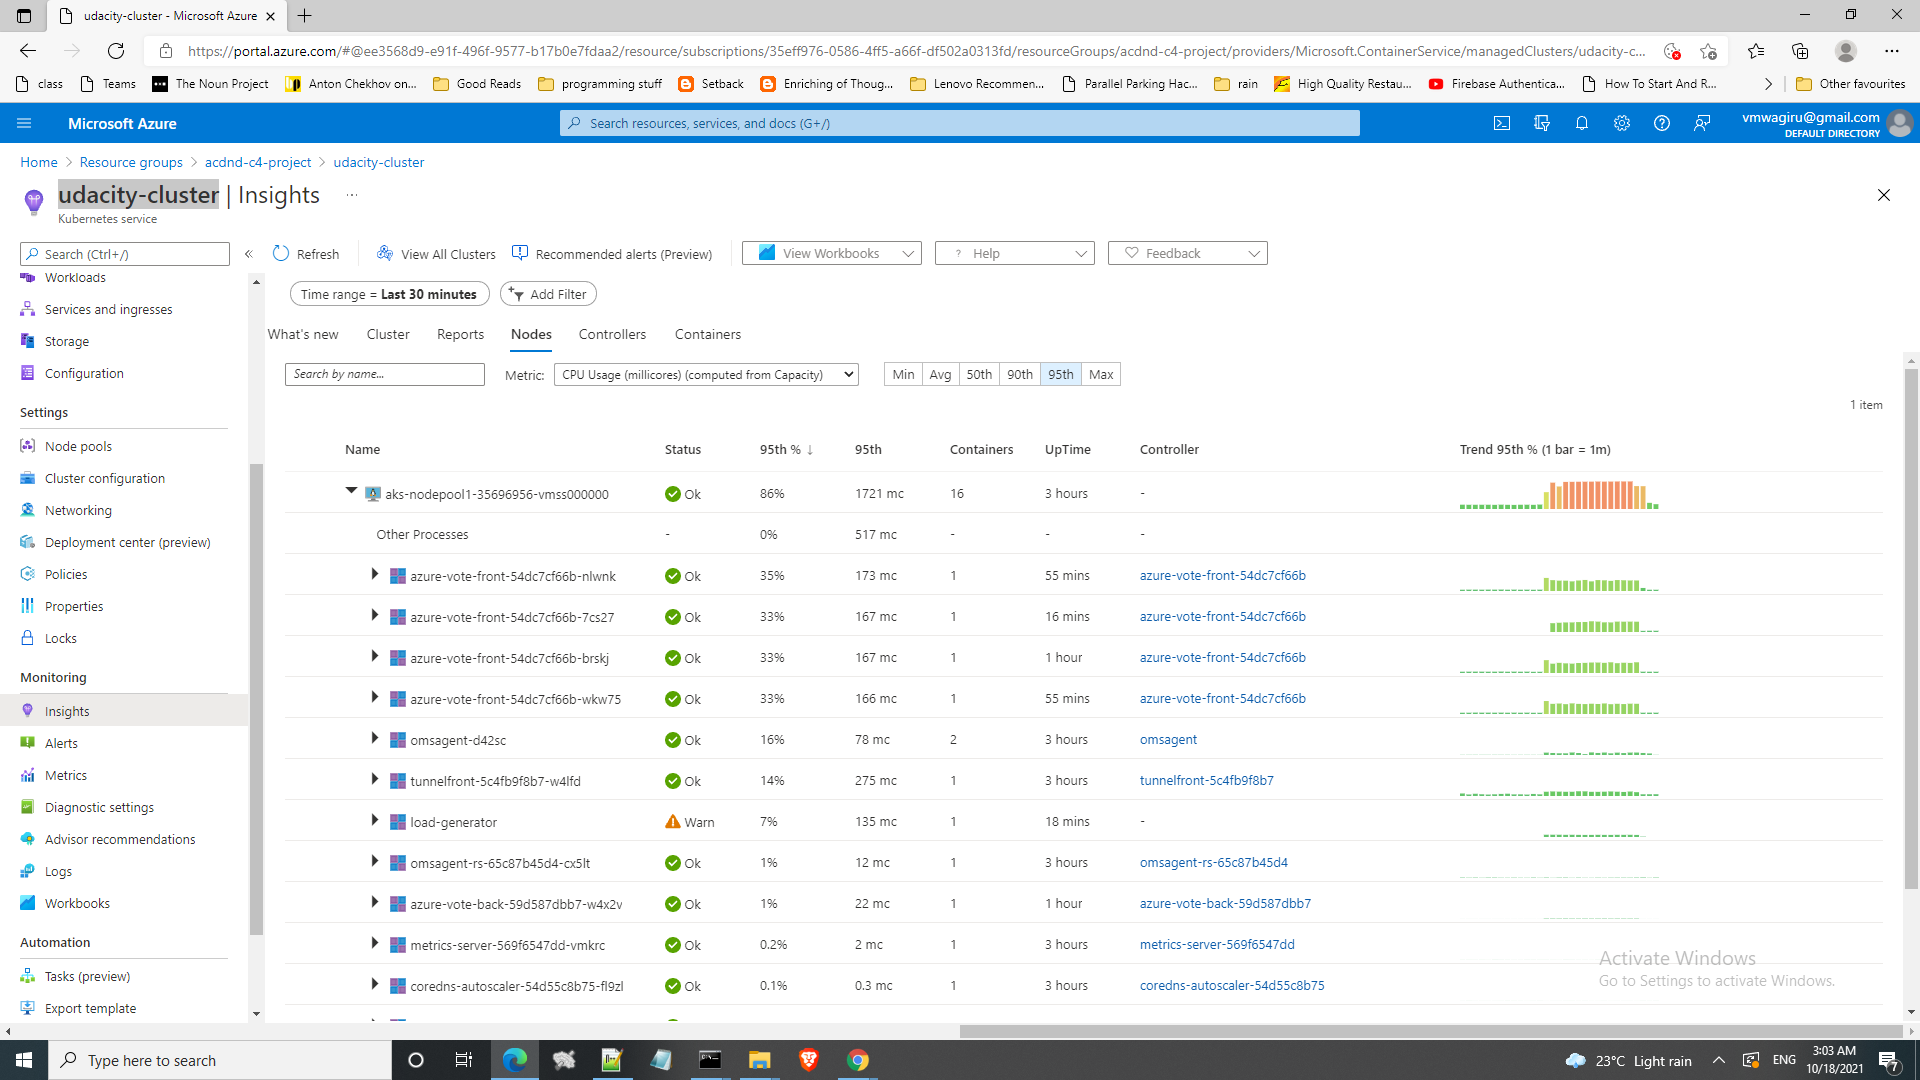 udacity-cluster - Microsoft Azure
https://portal.azure.com/#@ee3568d9-e91f-496f-9577-b17b0e7fdaa2/resource/subscriptions/35eff976-0586-4ff5-a66f-df502a0313fd/resourceGroups/acdnd-c4-project/providers/Microsoft.ContainerService/managedClusters/udacity-c...
class Teams The Noun Project Anton Chekhov on... Good Reads programming stuff Setback Enriching of Thoug... Lenovo Recommen... Parallel Parking Hac... rain High Quality Restau... Firebase Authentica... How To Start And R... Other favourites
Microsoft Azure
Search resources, services, and docs (G+/)
vmwagiru@gmail.com
DEFAULT DIRECTORY
Home > Resource groups > acdnd-c4-project > udacity-cluster
udacity-cluster | Insights ...
Kubernetes service
Search (Ctrl+/) «
Workloads
Services and ingresses
Storage
Configuration
Settings
Node pools
Cluster configuration
Networking
Deployment center (preview)
Policies
Properties
Locks
Monitoring
Insights
Alerts
Metrics
Diagnostic settings
Advisor recommendations
Logs
Workbooks
Automation
Tasks (preview)
Export template
Refresh View All Clusters Recommended alerts (Preview) View Workbooks ? Help Feedback
Time range = Last 30 minutes Add Filter
What's new Cluster Reports Nodes Controllers Containers
Search by name... Metric: CPU Usage (millicores) (computed from Capacity) Min Avg 50th 90th 95th Max
1 item
Name Status 95th % ↓ 95th Containers UpTime Controller Trend 95th % (1 bar = 1m)
aks-nodepool1-35696956-vmss000000 Ok 86% 1721 mc 16 3 hours -
Other Processes - 0% 517 mc - - -
azure-vote-front-54dc7cf66b-nlwnk Ok 35% 173 mc 1 55 mins azure-vote-front-54dc7cf66b
azure-vote-front-54dc7cf66b-7cs27 Ok 33% 167 mc 1 16 mins azure-vote-front-54dc7cf66b
azure-vote-front-54dc7cf66b-brskj Ok 33% 167 mc 1 1 hour azure-vote-front-54dc7cf66b
azure-vote-front-54dc7cf66b-wkw75 Ok 33% 166 mc 1 55 mins azure-vote-front-54dc7cf66b
omsagent-d42sc Ok 16% 78 mc 2 3 hours omsagent
tunnelfront-5c4fb9f8b7-w4lfd Ok 14% 275 mc 1 3 hours tunnelfront-5c4fb9f8b7
load-generator Warn 7% 135 mc 1 18 mins -
omsagent-rs-65c87b45d4-cx5lt Ok 1% 12 mc 1 3 hours omsagent-rs-65c87b45d4
azure-vote-back-59d587dbb7-w4x2v Ok 1% 22 mc 1 1 hour azure-vote-back-59d587dbb7
metrics-server-569f6547dd-vmkrc Ok 0.2% 2 mc 1 3 hours metrics-server-569f6547dd
coredns-autoscaler-54d55c8b75-fl9zl Ok 0.1% 0.3 mc 1 3 hours coredns-autoscaler-54d55c8b75
Activate Windows
Go to Settings to activate Windows.
Type here to search
23°C Light rain ENG
3:03 AM
10/18/2021
7